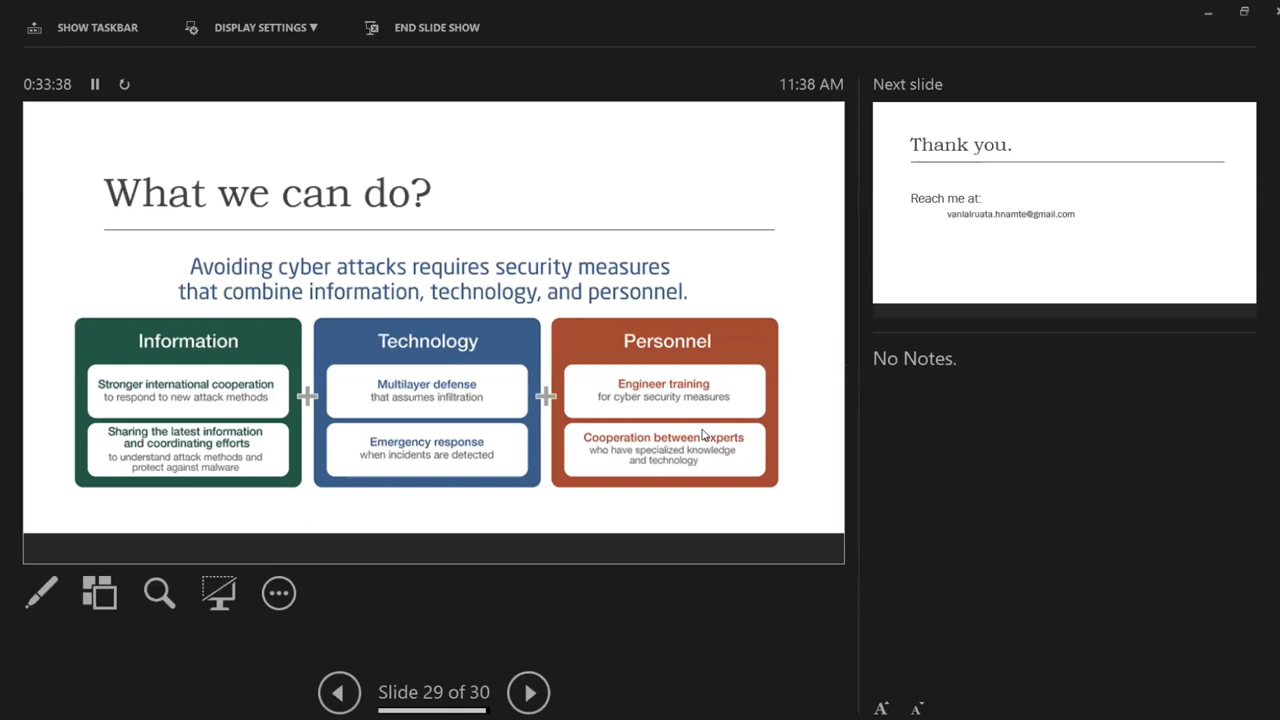 SHOW TASKBAR
DISPLAY SETTINGS ▼
END SLIDE SHOW
0:33:38
11:38 AM
What we can do?
Avoiding cyber attacks requires security measures
that combine information, technology, and personnel.
Information
Stronger international cooperation
to respond to new attack methods
Sharing the latest information
and coordinating efforts
to understand attack methods and
protect against malware
Technology
Multilayer defense
that assumes infiltration
Emergency response
when incidents are detected
Personnel
Engineer training
for cyber security measures
Cooperation between experts
who have specialized knowledge
and technology
Slide 29 of 30
Next slide
Thank you.
Reach me at:
vanlalruata.hnamte@gmail.com
No Notes.
A A